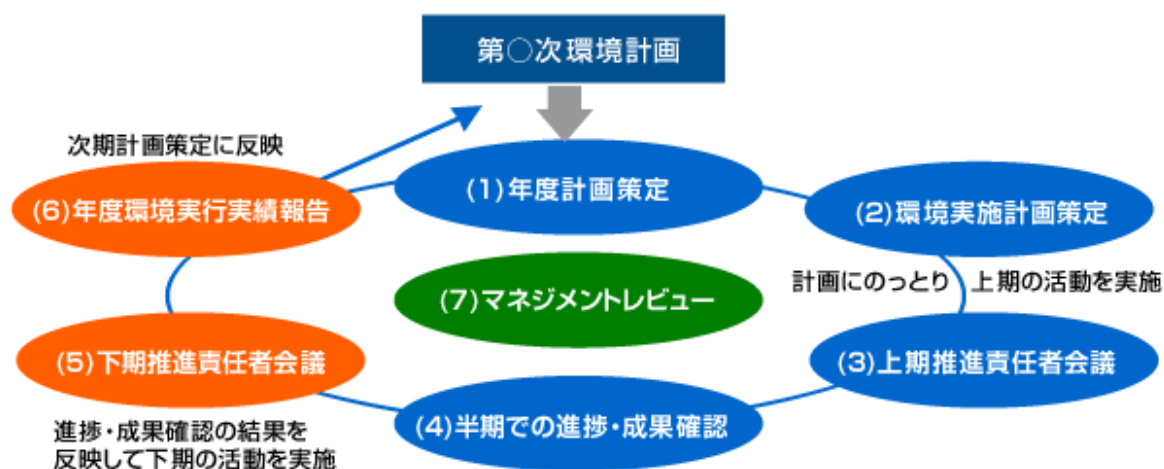 第○次環境計画
次期計画策定に反映
(1)年度計画策定
(6)年度環境実行実績報告
(2)環境実施計画策定
計画にのっとり 上期の活動を実施
(7)マネジメントレビュー
(5)下期推進責任者会議
(3)上期推進責任者会議
(4)半期での進捗・成果確認
進捗・成果確認の結果を
反映して下期の活動を実施